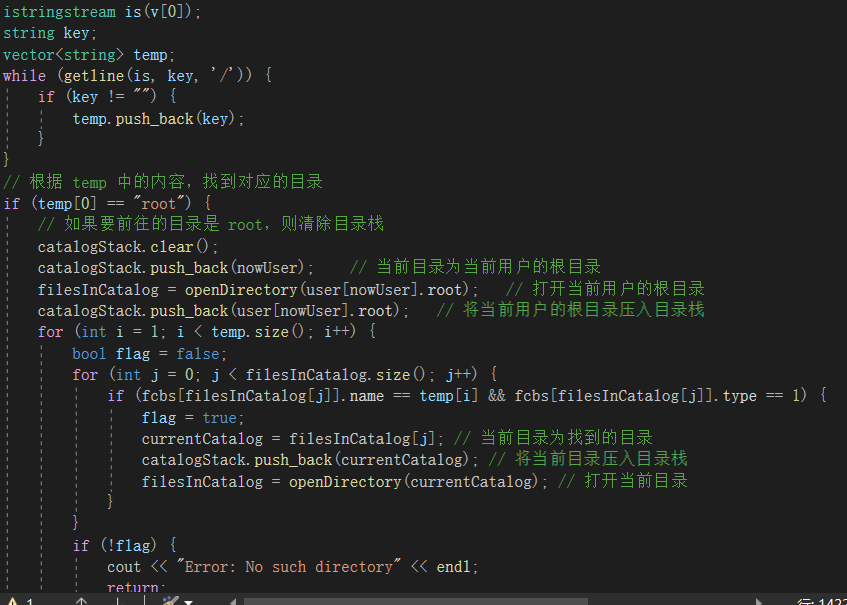 istringstream is(v[0]);
string key;
vector<string> temp;
while (getline(is, key, '/')) {
    if (key != "") {
        temp.push_back(key);
    }
}
// 根据 temp 中的内容，找到对应的目录
if (temp[0] == "root") {
    // 如果要前往的目录是 root，则清除目录栈
    catalogStack.clear();
    catalogStack.push_back(nowUser);    // 当前目录为当前用户的根目录
    filesInCatalog = openDirectory(user[nowUser].root);   // 打开当前用户的根目录
    catalogStack.push_back(user[nowUser].root);   // 将当前用户的根目录压入目录栈
    for (int i = 1; i < temp.size(); i++) {
        bool flag = false;
        for (int j = 0; j < filesInCatalog.size(); j++) {
            if (fcbs[filesInCatalog[j]].name == temp[i] && fcbs[filesInCatalog[j]].type == 1) {
                flag = true;
                currentCatalog = filesInCatalog[j]; // 当前目录为找到的目录
                catalogStack.push_back(currentCatalog); // 将当前目录压入目录栈
                filesInCatalog = openDirectory(currentCatalog); // 打开当前目录
            }
        }
        if (!flag) {
            cout << "Error: No such directory" << endl;
            return;
1
行: 142